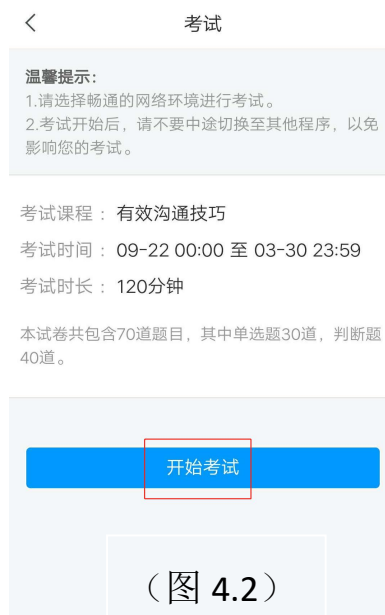 考试
温馨提示：
1.请选择畅通的网络环境进行考试。
2.考试开始后，请不要中途切换至其他程序，以免
影响您的考试。
考试课程： 有效沟通技巧
考试时间： 09-22 00:00 至 03-30 23:59
考试时长： 120分钟
本试卷共包含70道题目，其中单选题30道，判断题
40道。
开始考试
（图 4.2）